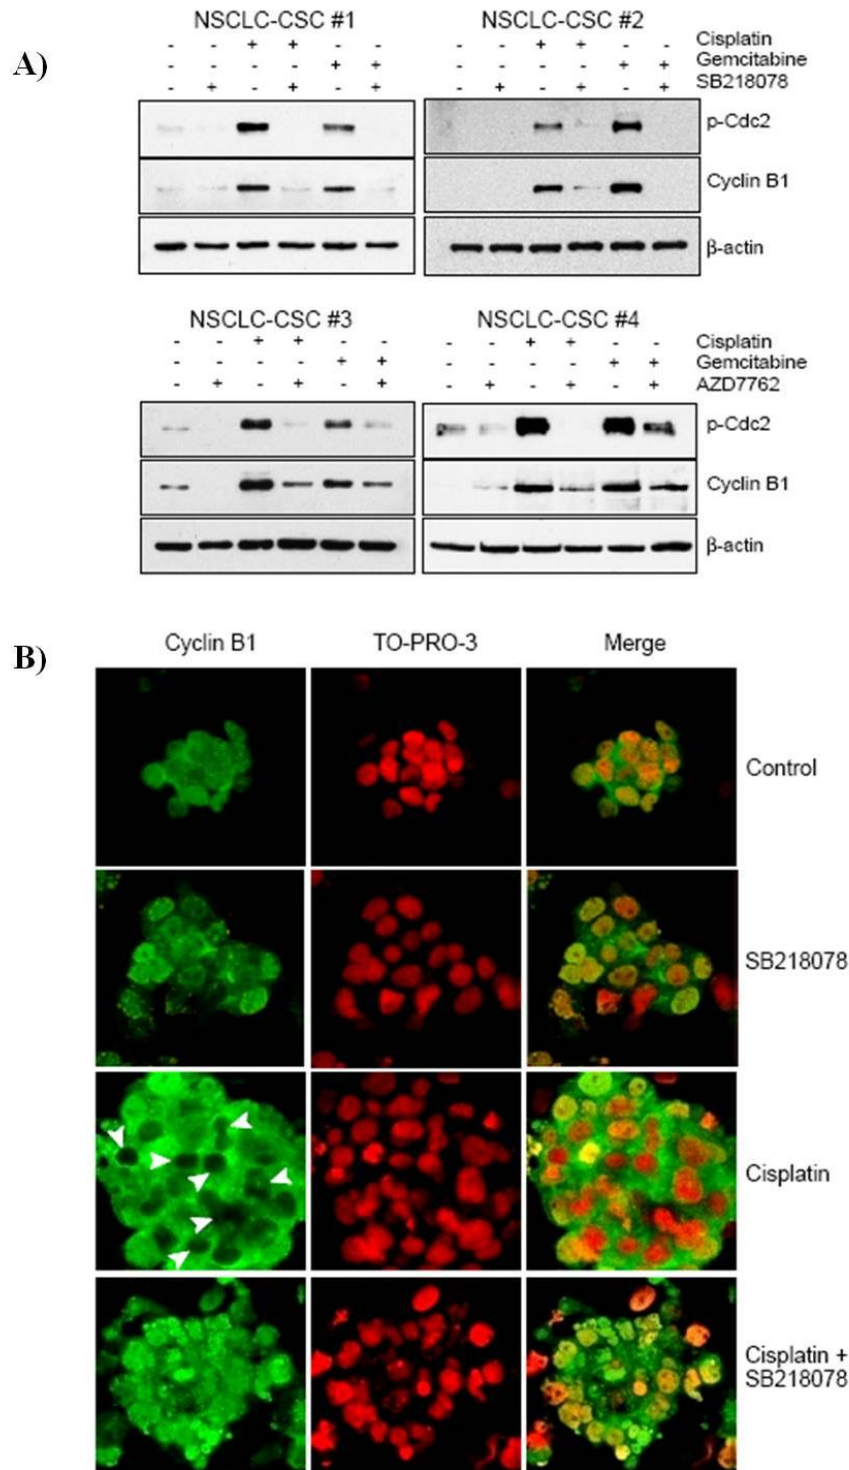 A)
NSCLC-CSC #1
NSCLC-CSC #2
- - + + - - - - + + - - Cisplatin
- - - - + + - - - - + + Gemcitabine
- + - + - + - + - + - + SB218078
p-Cdc2
Cyclin B1
β-actin
NSCLC-CSC #3
NSCLC-CSC #4
- - + + - - - - + + - - Cisplatin
- - - - + + - - - - + + Gemcitabine
- + - + - + - + - + - + AZD7762
p-Cdc2
Cyclin B1
β-actin
B)
Cyclin B1
TO-PRO-3
Merge
Control
SB218078
Cisplatin
Cisplatin +
SB218078